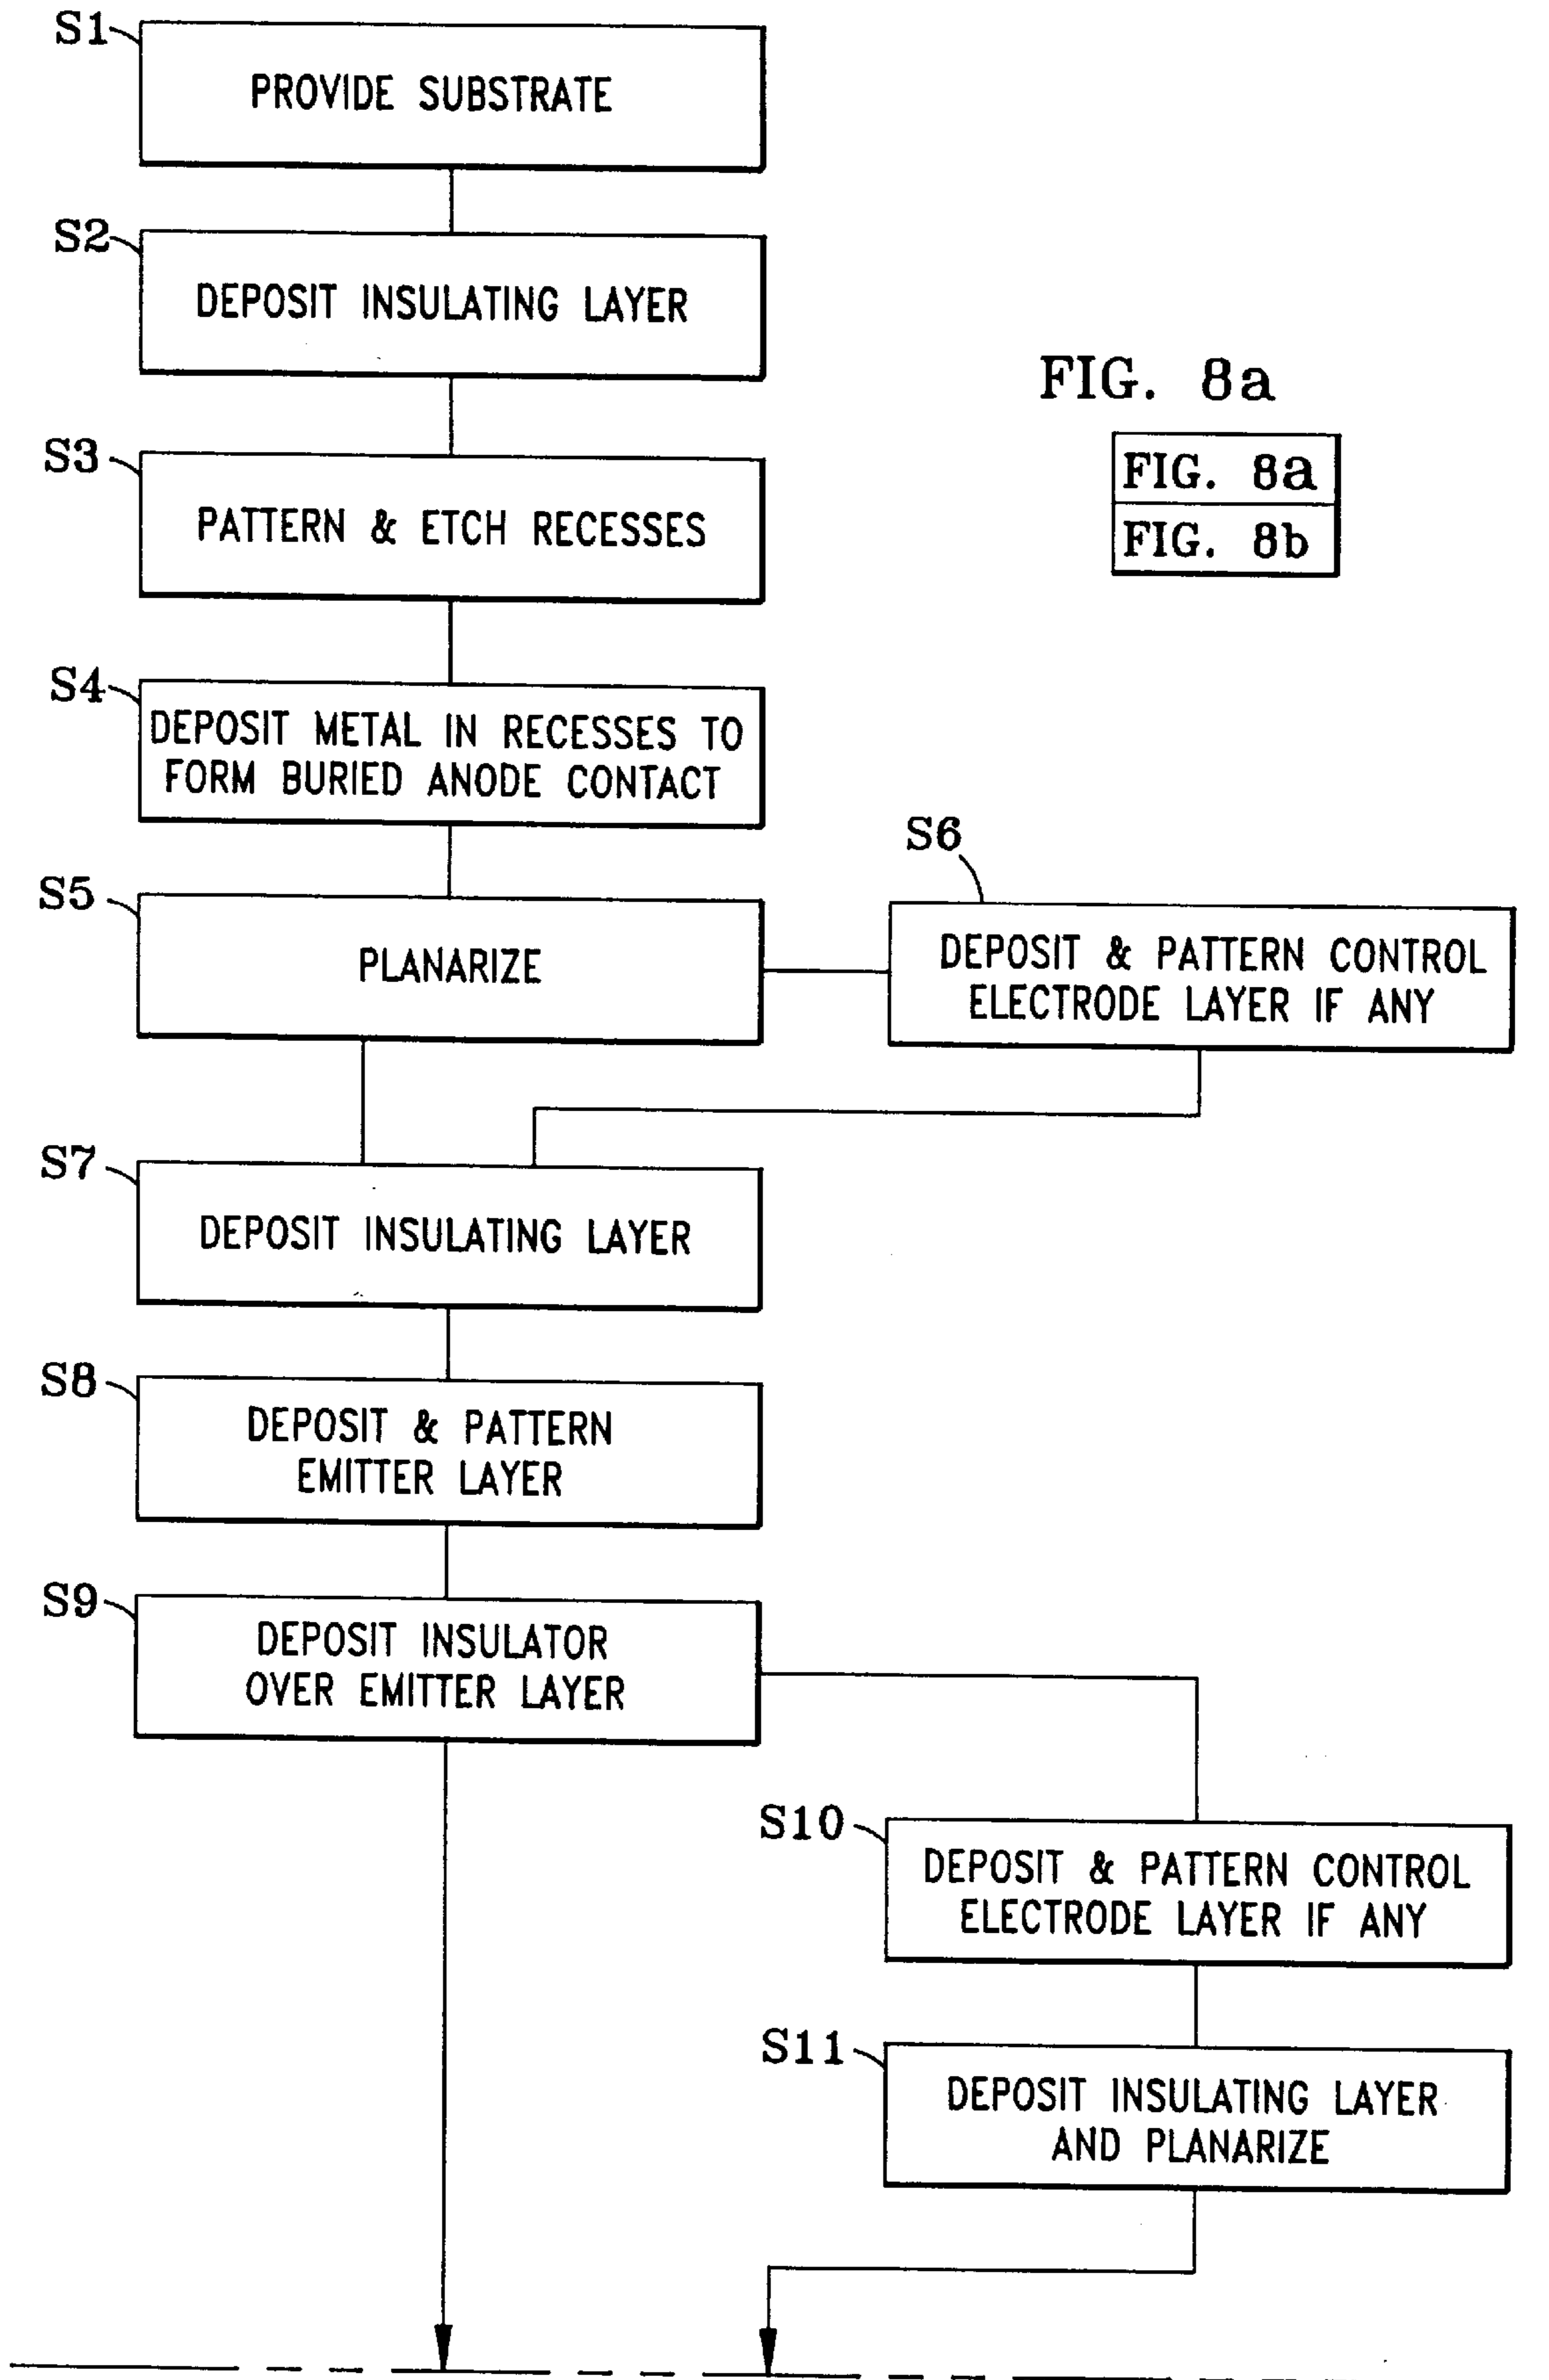 S1
PROVIDE SUBSTRATE
S2
DEPOSIT INSULATING LAYER
FIG. 8a
FIG. 8a
FIG. 8b
S3
PATTERN & ETCH RECESSES
S4
DEPOSIT METAL IN RECESSES TO
FORM BURIED ANODE CONTACT
S5
PLANARIZE
S6
DEPOSIT & PATTERN CONTROL
ELECTRODE LAYER IF ANY
S7
DEPOSIT INSULATING LAYER
S8
DEPOSIT & PATTERN
EMITTER LAYER
S9
DEPOSIT INSULATOR
OVER EMITTER LAYER
S10
DEPOSIT & PATTERN CONTROL
ELECTRODE LAYER IF ANY
S11
DEPOSIT INSULATING LAYER
AND PLANARIZE